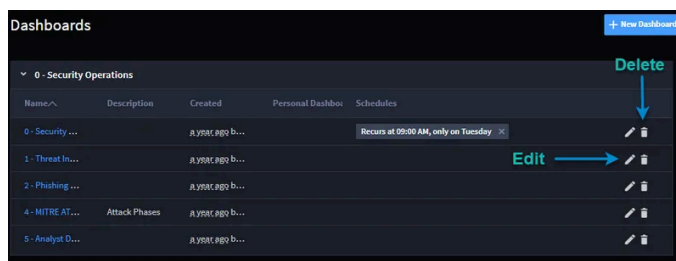 Dashboards
+ New Dashboard
0 - Security Operations
Delete
Name Description Created Personal Dashbo: Schedules
0 - Security ... a year ago b... Recurs at 09:00 AM, only on Tuesday ×
1 - Threat In... a year ago b... Edit
2 - Phishing ... a year ago b...
4 - MITRE AT... Attack Phases a year ago b...
5 - Analyst D... a year ago b...